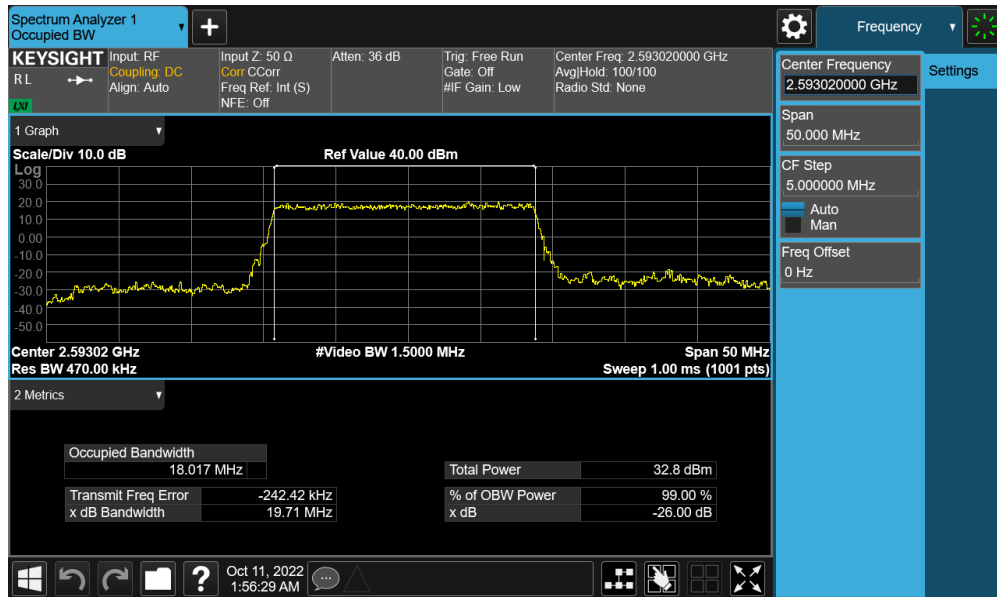 Spectrum Analyzer 1
Occupied BW
+
Frequency
KEYSIGHT
R L
LXI
Input: RF
Coupling: DC
Align: Auto
Input Z: 50 Ω
Corr CCorr
Freq Ref: Int (S)
NFE: Off
Atten: 36 dB
Trig: Free Run
Gate: Off
#IF Gain: Low
Center Freq: 2.593020000 GHz
Avg|Hold: 100/100
Radio Std: None
Center Frequency
2.593020000 GHz
Settings
Span
50.000 MHz
CF Step
5.000000 MHz
Auto
Man
Freq Offset
0 Hz
1 Graph
Scale/Div 10.0 dB
Ref Value 40.00 dBm
Log
30.0
20.0
10.0
0.00
-10.0
-20.0
-30.0
-40.0
-50.0
Center 2.59302 GHz
#Video BW 1.5000 MHz
Span 50 MHz
Res BW 470.00 kHz
Sweep 1.00 ms (1001 pts)
2 Metrics
Occupied Bandwidth
18.017 MHz
Total Power 32.8 dBm
Transmit Freq Error -242.42 kHz
% of OBW Power 99.00 %
x dB Bandwidth 19.71 MHz
x dB -26.00 dB
?
Oct 11, 2022
1:56:29 AM